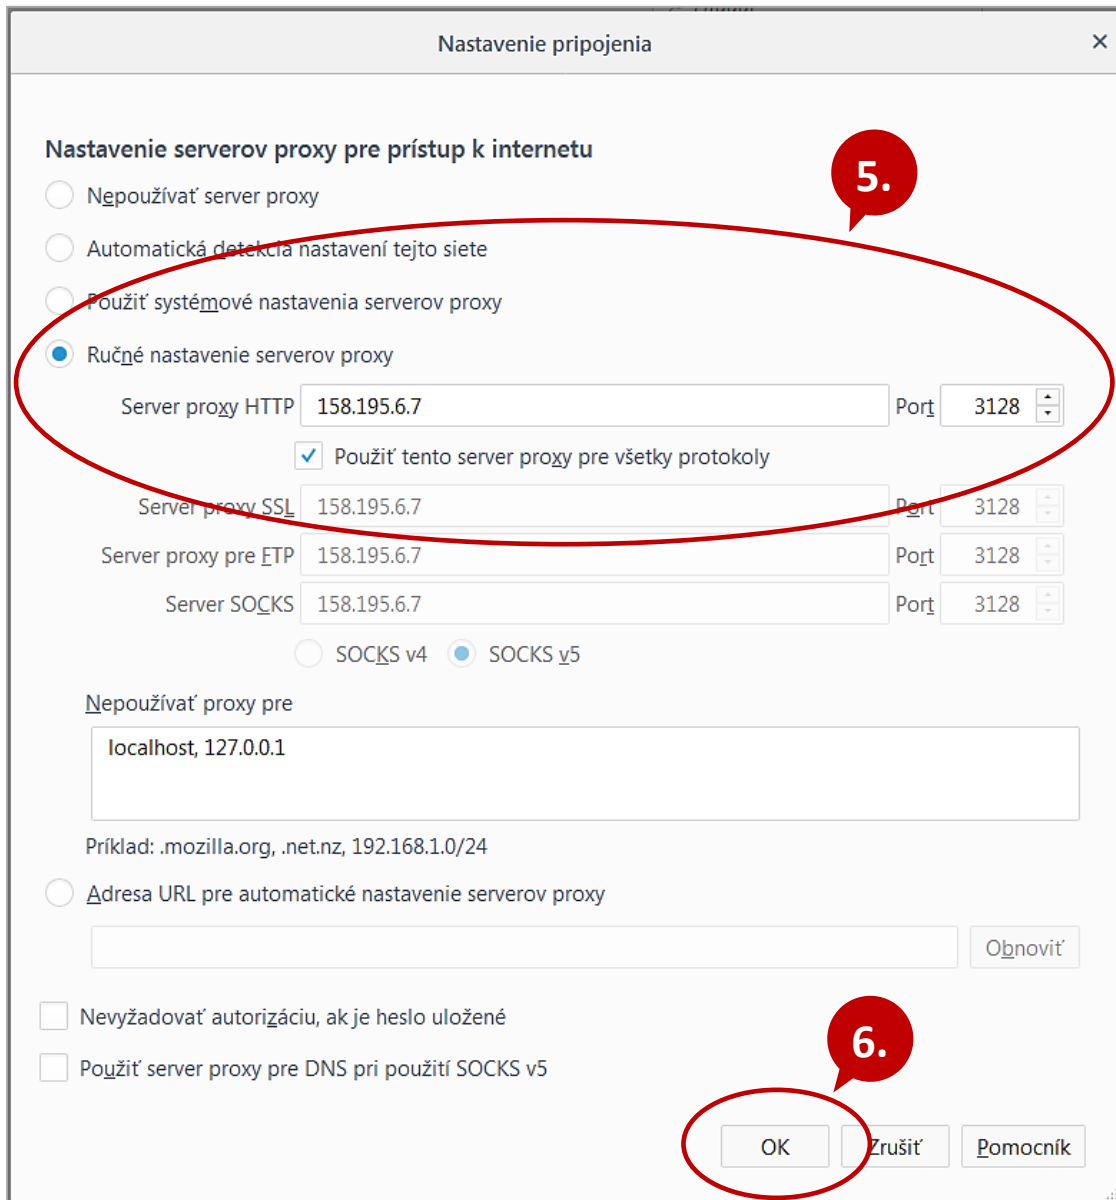 Nastavenie pripojenia
Nastavenie serverov proxy pre prístup k internetu
5.
Nepoužívať server proxy
Automatická detekcia nastavení tejto siete
Použiť systémové nastavenia serverov proxy
Ručné nastavenie serverov proxy
Server proxy HTTP 158.195.6.7 Port 3128
Použiť tento server proxy pre všetky protokoly
Server proxy SSL 158.195.6.7 Port 3128
Server proxy pre FTP 158.195.6.7 Port 3128
Server SOCKS 158.195.6.7 Port 3128
SOCKS v4 SOCKS v5
Nepoužívať proxy pre
localhost, 127.0.0.1
Príklad: .mozilla.org, .net.nz, 192.168.1.0/24
Adresa URL pre automatické nastavenie serverov proxy
Obnoviť
Nevyžadovať autorizáciu, ak je heslo uložené
Použiť server proxy pre DNS pri použití SOCKS v5
6.
OK Zrušiť Pomocník